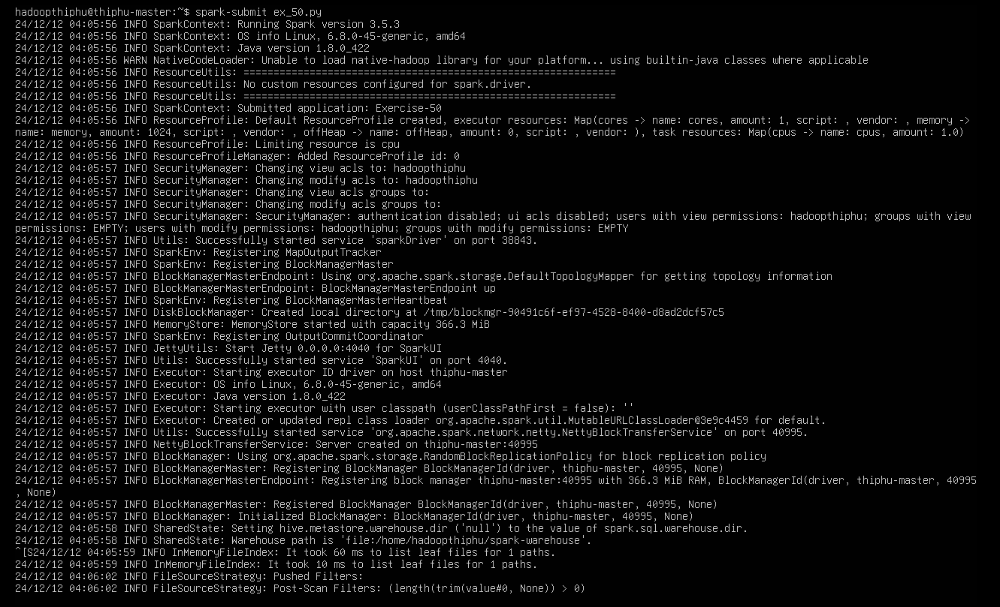 hadoopthiphu@thiphu-master:~$ spark-submit ex_50.py
24/12/12 04:05:56 INFO SparkContext: Running Spark version 3.5.3
24/12/12 04:05:56 INFO SparkContext: OS info Linux, 6.8.0-45-generic, amd64
24/12/12 04:05:56 INFO SparkContext: Java version 1.8.0_422
24/12/12 04:05:56 WARN NativeCodeLoader: Unable to load native-hadoop library for your platform... using builtin-java classes where applicable
24/12/12 04:05:56 INFO ResourceUtils: ==============================================================
24/12/12 04:05:56 INFO ResourceUtils: No custom resources configured for spark.driver.
24/12/12 04:05:56 INFO ResourceUtils: ==============================================================
24/12/12 04:05:56 INFO SparkContext: Submitted application: Exercise-50
24/12/12 04:05:56 INFO ResourceProfile: Default ResourceProfile created, executor resources: Map(cores -> name: cores, amount: 1, script: , vendor: , memory ->
name: memory, amount: 1024, script: , vendor: , offHeap -> name: offHeap, amount: 0, script: , vendor: ), task resources: Map(cpus -> name: cpus, amount: 1.0)
24/12/12 04:05:56 INFO ResourceProfile: Limiting resource is cpu
24/12/12 04:05:56 INFO ResourceProfileManager: Added ResourceProfile id: 0
24/12/12 04:05:57 INFO SecurityManager: Changing view acls to: hadoopthiphu
24/12/12 04:05:57 INFO SecurityManager: Changing modify acls to: hadoopthiphu
24/12/12 04:05:57 INFO SecurityManager: Changing view acls groups to:
24/12/12 04:05:57 INFO SecurityManager: Changing modify acls groups to:
24/12/12 04:05:57 INFO SecurityManager: SecurityManager: authentication disabled; ui acls disabled; users with view permissions: hadoopthiphu; groups with view
permissions: EMPTY; users with modify permissions: hadoopthiphu; groups with modify permissions: EMPTY
24/12/12 04:05:57 INFO Utils: Successfully started service 'sparkDriver' on port 38843.
24/12/12 04:05:57 INFO SparkEnv: Registering MapOutputTracker
24/12/12 04:05:57 INFO SparkEnv: Registering BlockManagerMaster
24/12/12 04:05:57 INFO BlockManagerMasterEndpoint: Using org.apache.spark.storage.DefaultTopologyMapper for getting topology information
24/12/12 04:05:57 INFO BlockManagerMasterEndpoint: BlockManagerMasterEndpoint up
24/12/12 04:05:57 INFO SparkEnv: Registering BlockManagerMasterHeartbeat
24/12/12 04:05:57 INFO DiskBlockManager: Created local directory at /tmp/blockmgr-90491c6f-ef97-4528-8400-d8ad2dcf57c5
24/12/12 04:05:57 INFO MemoryStore: MemoryStore started with capacity 366.3 MiB
24/12/12 04:05:57 INFO SparkEnv: Registering OutputCommitCoordinator
24/12/12 04:05:57 INFO JettyUtils: Start Jetty 0.0.0.0:4040 for SparkUI
24/12/12 04:05:57 INFO Utils: Successfully started service 'SparkUI' on port 4040.
24/12/12 04:05:57 INFO Executor: Starting executor ID driver on host thiphu-master
24/12/12 04:05:57 INFO Executor: OS info Linux, 6.8.0-45-generic, amd64
24/12/12 04:05:57 INFO Executor: Java version 1.8.0_422
24/12/12 04:05:57 INFO Executor: Starting executor with user classpath (userClassPathFirst = false): ''
24/12/12 04:05:57 INFO Executor: Created or updated repl class loader org.apache.spark.util.MutableURLClassLoader@3e9c4459 for default.
24/12/12 04:05:57 INFO Utils: Successfully started service 'org.apache.spark.network.netty.NettyBlockTransferService' on port 40995.
24/12/12 04:05:57 INFO NettyBlockTransferService: Server created on thiphu-master:40995
24/12/12 04:05:57 INFO BlockManager: Using org.apache.spark.storage.RandomBlockReplicationPolicy for block replication policy
24/12/12 04:05:57 INFO BlockManagerMaster: Registering BlockManager BlockManagerId(driver, thiphu-master, 40995, None)
24/12/12 04:05:57 INFO BlockManagerMasterEndpoint: Registering block manager thiphu-master:40995 with 366.3 MiB RAM, BlockManagerId(driver, thiphu-master, 40995
, None)
24/12/12 04:05:57 INFO BlockManagerMaster: Registered BlockManager BlockManagerId(driver, thiphu-master, 40995, None)
24/12/12 04:05:57 INFO BlockManager: Initialized BlockManager: BlockManagerId(driver, thiphu-master, 40995, None)
24/12/12 04:05:58 INFO SharedState: Setting hive.metastore.warehouse.dir ('null') to the value of spark.sql.warehouse.dir.
24/12/12 04:05:58 INFO SharedState: Warehouse path is 'file:/home/hadoopthiphu/spark-warehouse'.
^[S24/12/12 04:05:59 INFO InMemoryFileIndex: It took 60 ms to list leaf files for 1 paths.
24/12/12 04:05:59 INFO InMemoryFileIndex: It took 10 ms to list leaf files for 1 paths.
24/12/12 04:06:02 INFO FileSourceStrategy: Pushed Filters:
24/12/12 04:06:02 INFO FileSourceStrategy: Post-Scan Filters: (length(trim(value#0, None)) > 0)